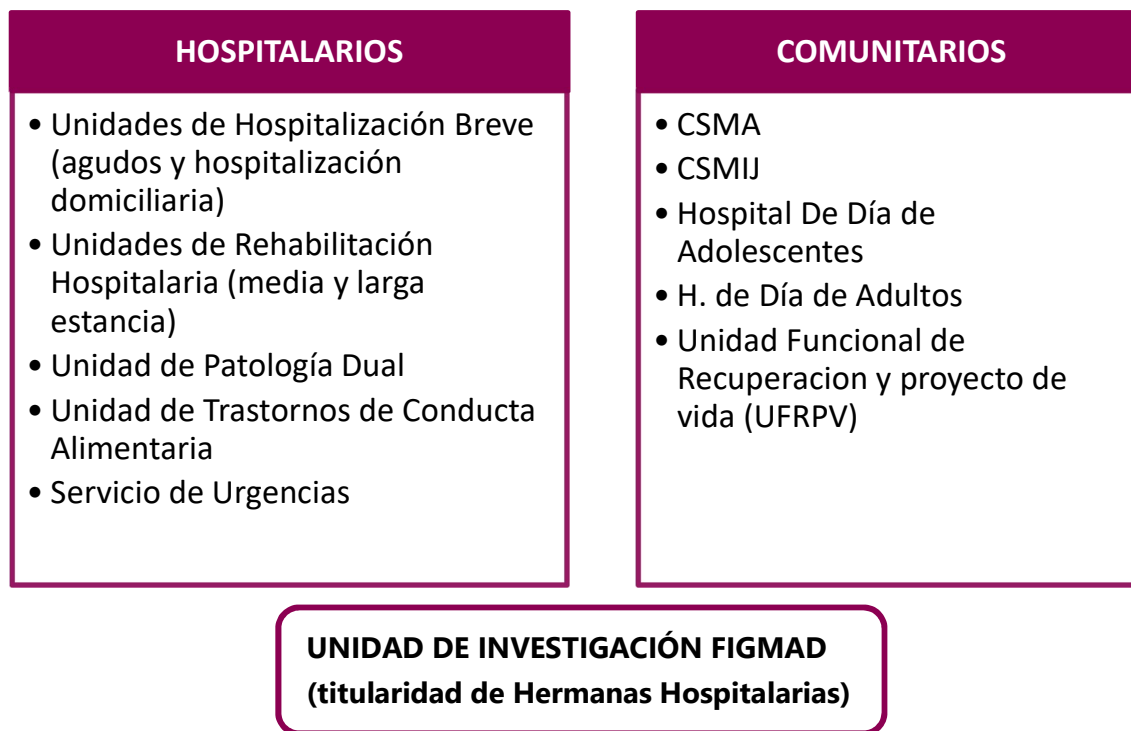 HOSPITALARIOS
• Unidades de Hospitalización Breve
(agudos y hospitalización
domiciliaria)
• Unidades de Rehabilitación
Hospitalaria (media y larga
estancia)
• Unidad de Patología Dual
• Unidad de Trastornos de Conducta
Alimentaria
• Servicio de Urgencias
COMUNITARIOS
• CSMA
• CSMIJ
• Hospital De Día de
Adolescentes
• H. de Día de Adultos
• Unidad Funcional de
Recuperacion y proyecto de
vida (UFRPV)
UNIDAD DE INVESTIGACIÓN FIGMAD
(titularidad de Hermanas Hospitalarias)